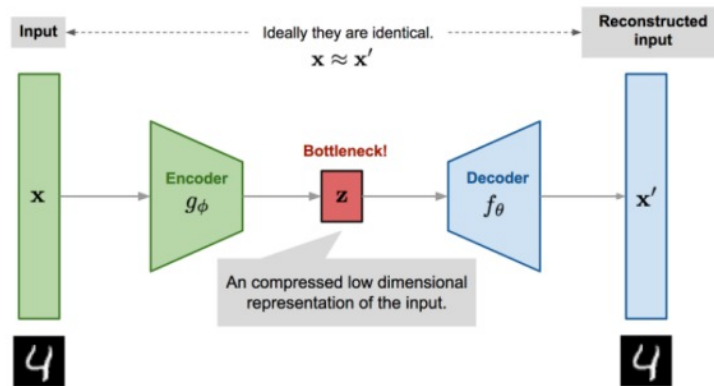 Input
Ideally they are identical.
x ≈ x′
Reconstructed
input
Bottleneck!
x
Encoder
gϕ
z
Decoder
fθ
x′
An compressed low dimensional
representation of the input.
4
4